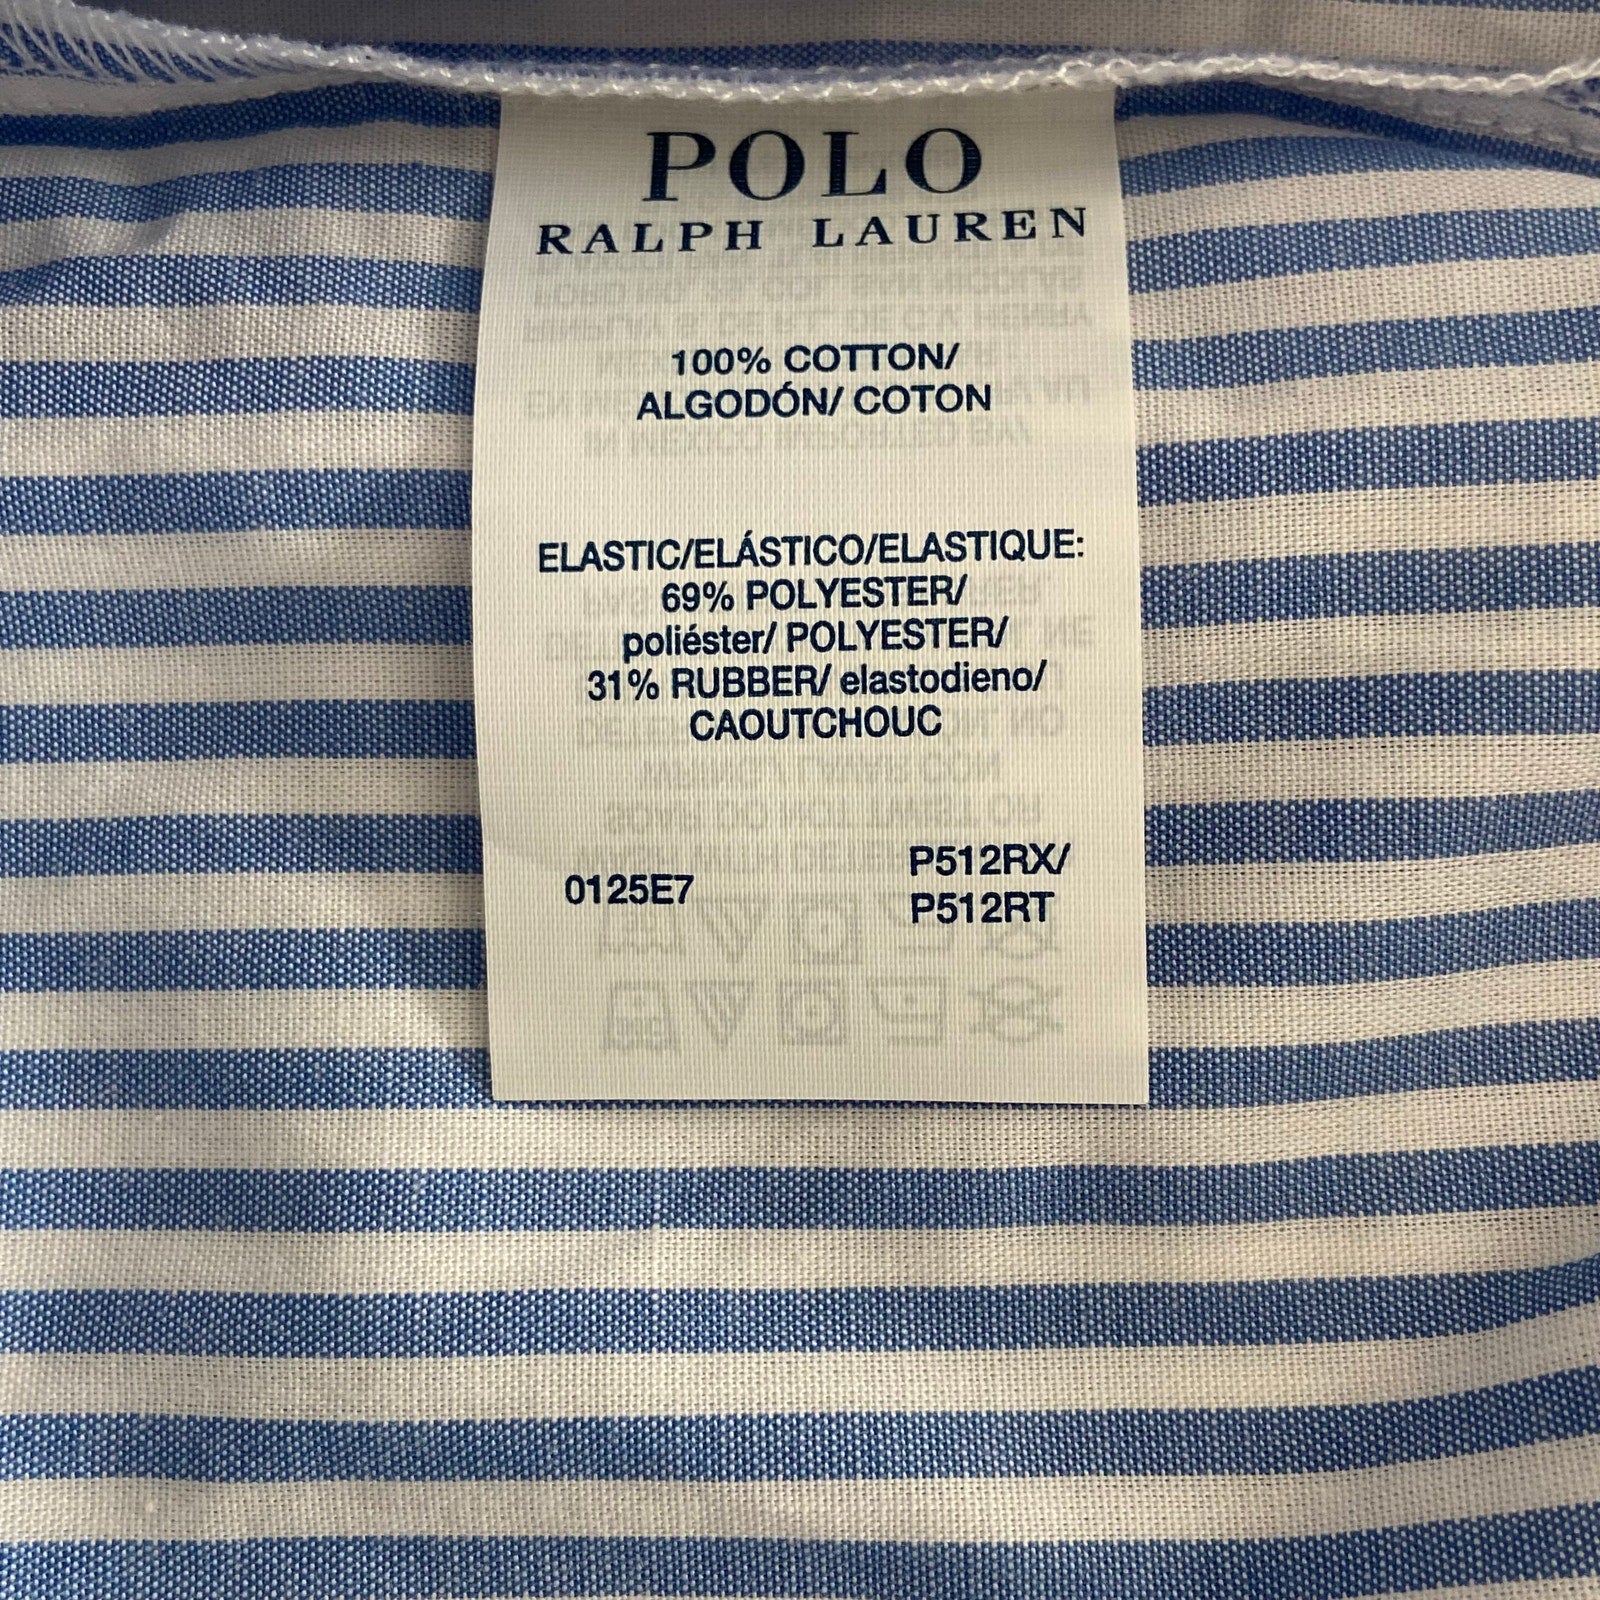 POLO
RALPH LAUREN
100% COTTON/
ALGODÓN/ COTON
ELASTIC/ELÁSTICO/ELASTIQUE:
69% POLYESTER/
poliéster/ POLYESTER/
31% RUBBER/ elastodieno/
CAOUTCHOUC
0125E7
P512RX/
P512RT